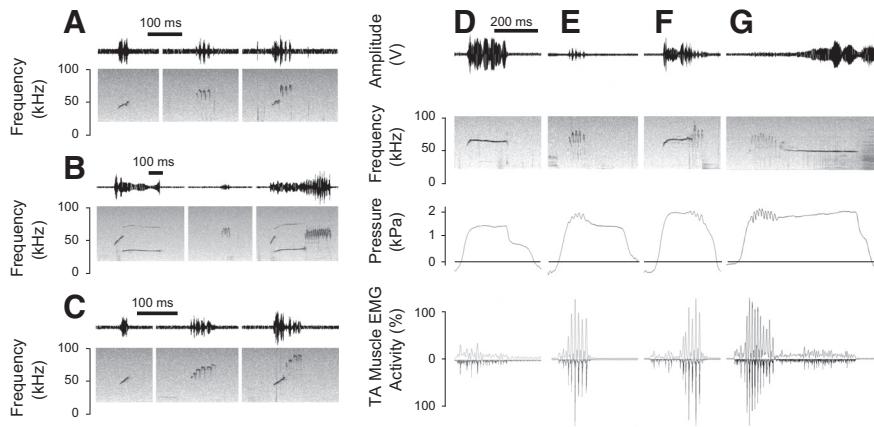 A
100 ms
Frequency
(kHz)
100
50
0
B
100 ms
Frequency
(kHz)
100
50
0
C
100 ms
Frequency
(kHz)
100
50
0
D
200 ms
E
F
G
Amplitude
(V)
Frequency
(kHz)
100
50
0
Pressure
(kPa)
2
1
0
TA Muscle EMG
Activity (%)
100
0
100